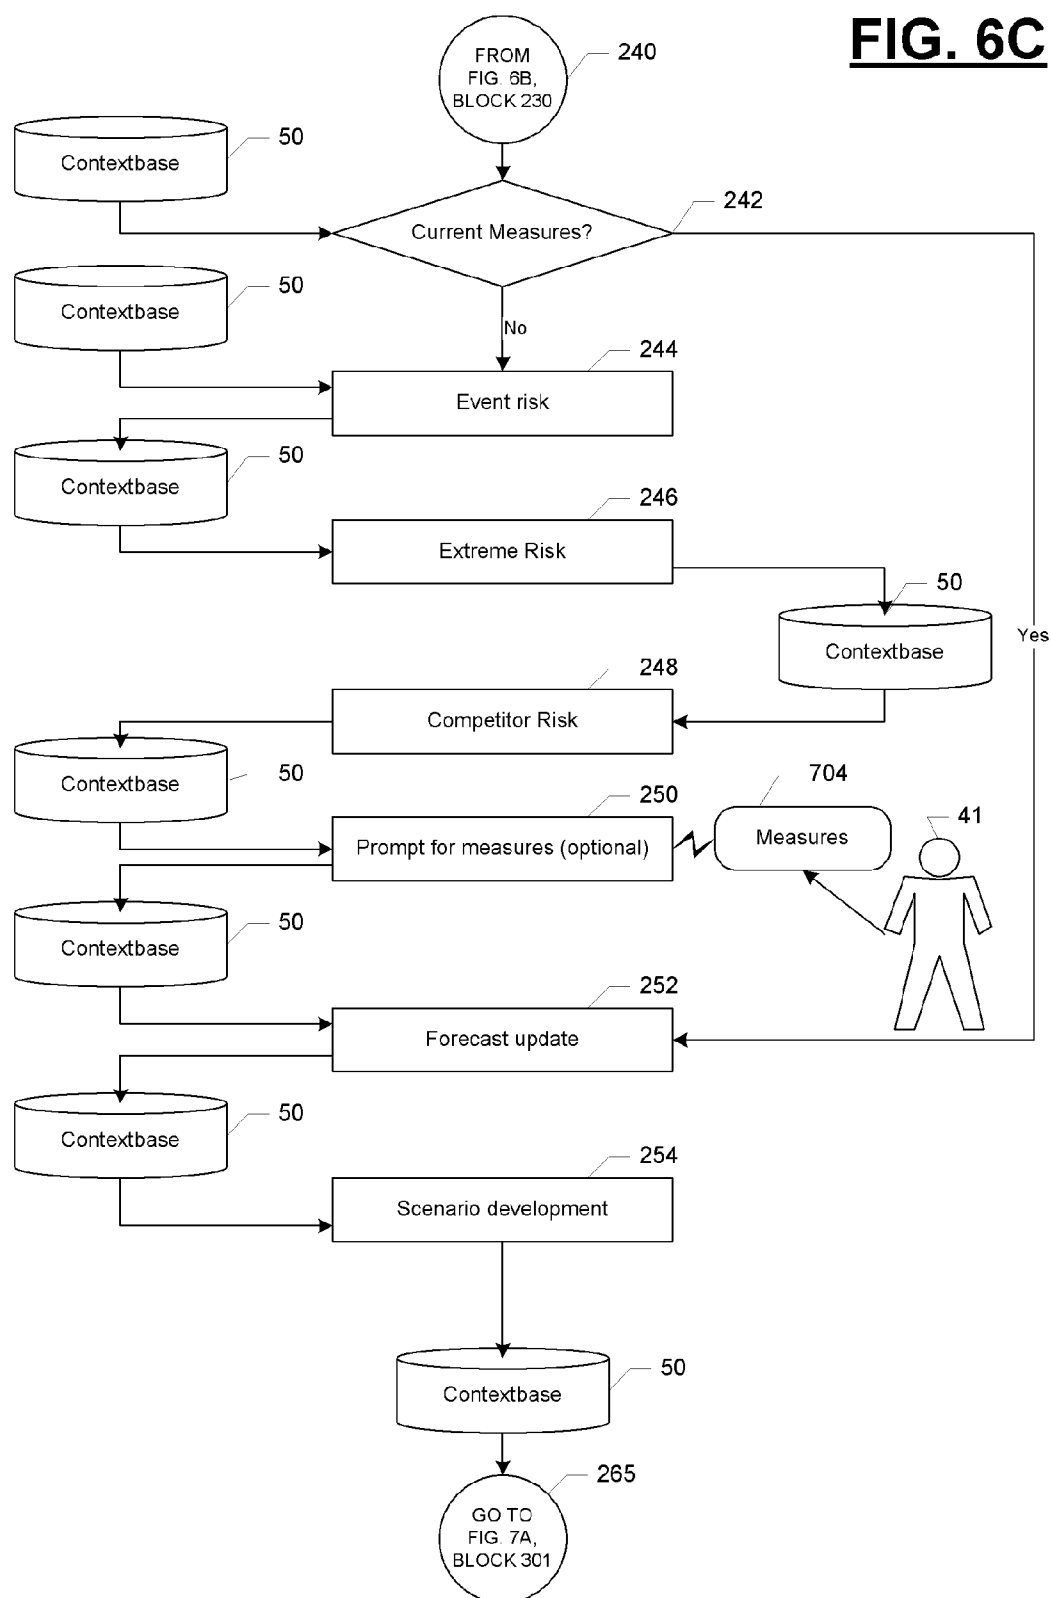 FIG. 6C
FROM
FIG. 6B,
BLOCK 230
240
50
Contextbase
242
Current Measures?
50
Contextbase
No
244
Event risk
50
Contextbase
246
Extreme Risk
50
Contextbase
Yes
248
Competitor Risk
50
Contextbase
250
Prompt for measures (optional)
704
Measures
41
50
Contextbase
252
Forecast update
50
Contextbase
254
Scenario development
50
Contextbase
265
GO TO
FIG. 7A,
BLOCK 301